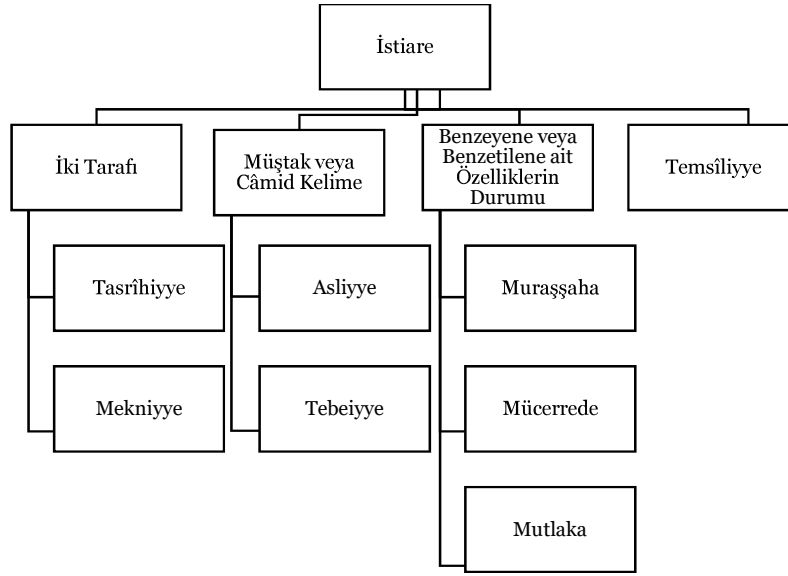 İstiare
İki Tarafı
Müştak veya
Câmid Kelime
Benzeyene veya
Benzetilene ait
Özelliklerin
Durumu
Temsîliyye
Tasrîhiyye
Asliyye
Muraşşaha
Mekniyye
Tebeiyye
Mücerrede
Mutlaka